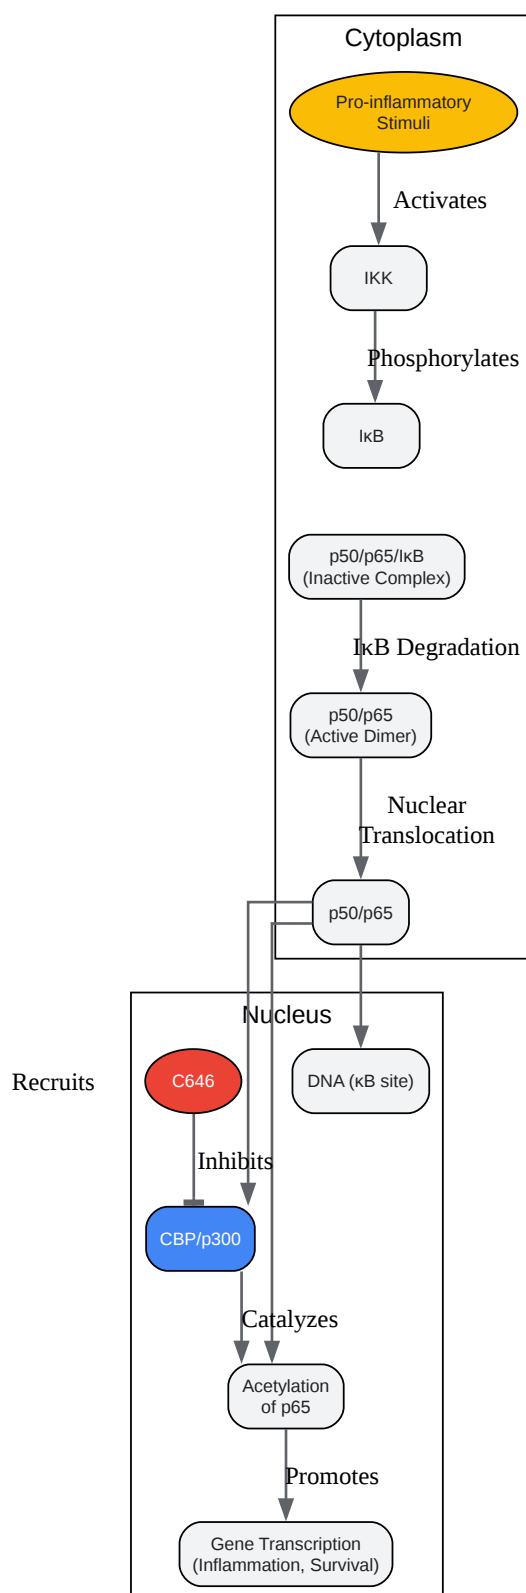 Cytoplasm
Pro-inflammatory
Stimuli
Activates
IKK
Phosphorylates
IκB
p50/p65/IκB
(Inactive Complex)
IκB Degradation
p50/p65
(Active Dimer)
Nuclear
Translocation
p50/p65
Nucleus
Recruits
C646
DNA (κB site)
Inhibits
CBP/p300
Catalyzes
Acetylation
of p65
Promotes
Gene Transcription
(Inflammation, Survival)